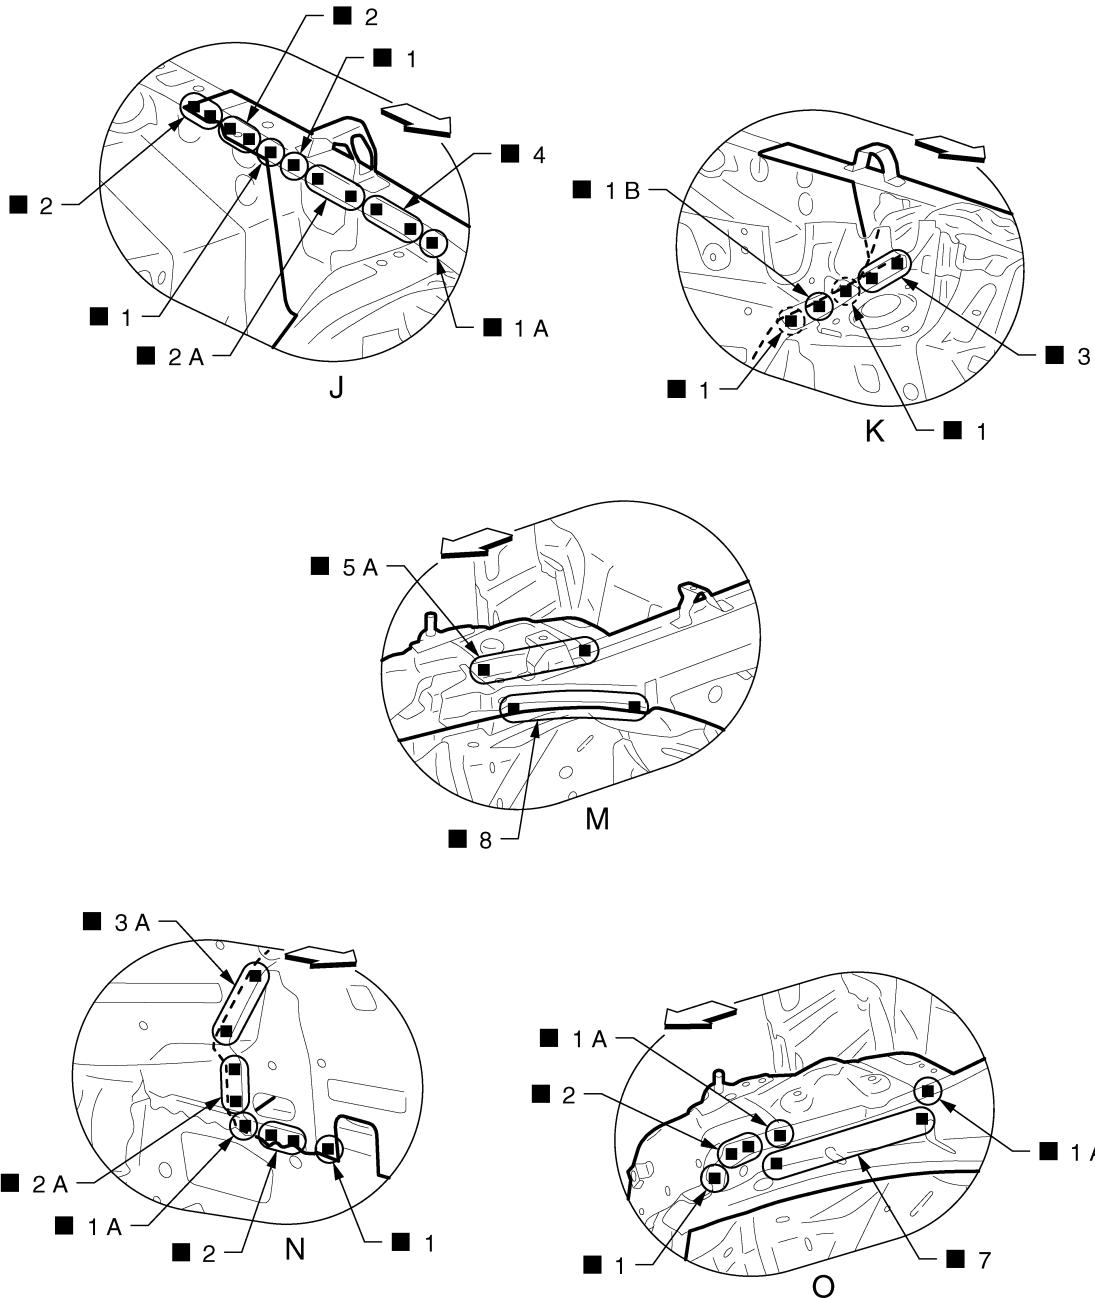 ■ 2
■ 1
■ 4
■ 2
■ 1
■ 2 A
■ 1 A
J
■ 1 B
■ 3
■ 1
■ 1
K
■ 5 A
■ 8
M
■ 3 A
■ 2 A
■ 1 A
■ 2
■ 1
N
■ 1 A
■ 2
■ 1 A
■ 1
■ 7
O